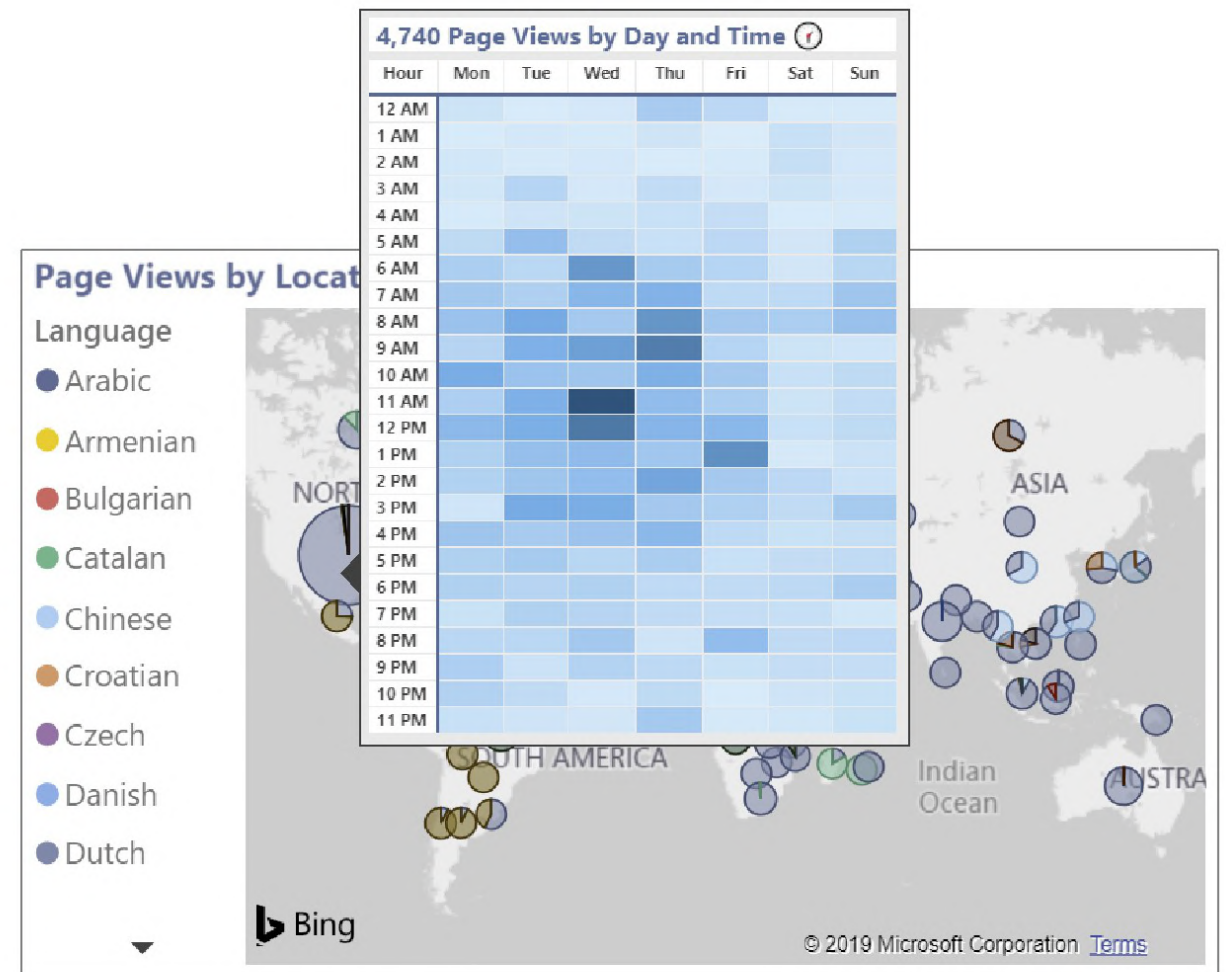 4,740 Page Views by Day and Time
Hour Mon Tue Wed Thu Fri Sat Sun
12 AM
1 AM
2 AM
3 AM
4 AM
5 AM
6 AM
7 AM
8 AM
9 AM
10 AM
11 AM
12 PM
1 PM
2 PM
3 PM
4 PM
5 PM
6 PM
7 PM
8 PM
9 PM
10 PM
11 PM
Page Views by Locat
Language
Arabic
Armenian
Bulgarian
Catalan
Chinese
Croatian
Czech
Danish
Dutch
NORT
ASIA
SOUTH AMERICA
Indian
Ocean
AUSTRA
Bing
© 2019 Microsoft Corporation Terms